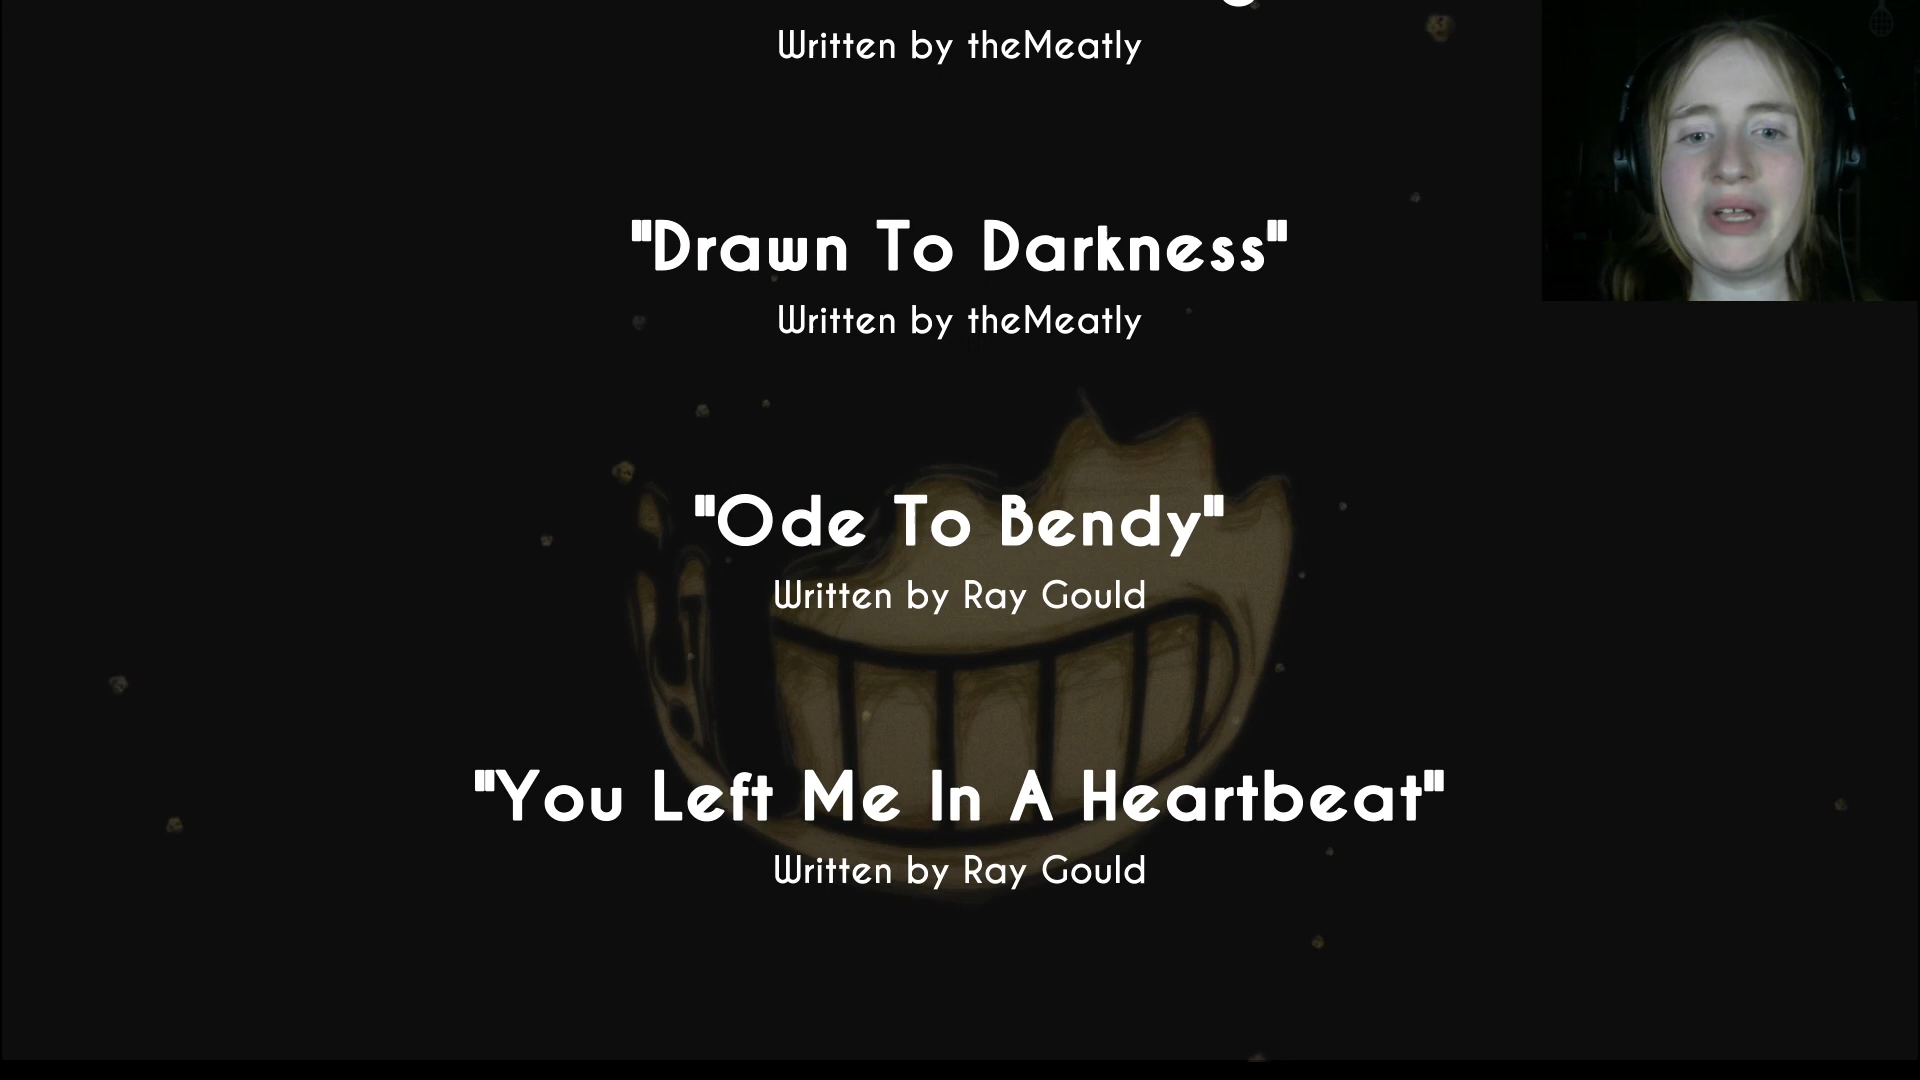 Written by theMeatly
"Drawn To Darkness"
Written by theMeatly
"Ode To Bendy"
Written by Ray Gould
"You Left Me In A Heartbeat"
Written by Ray Gould